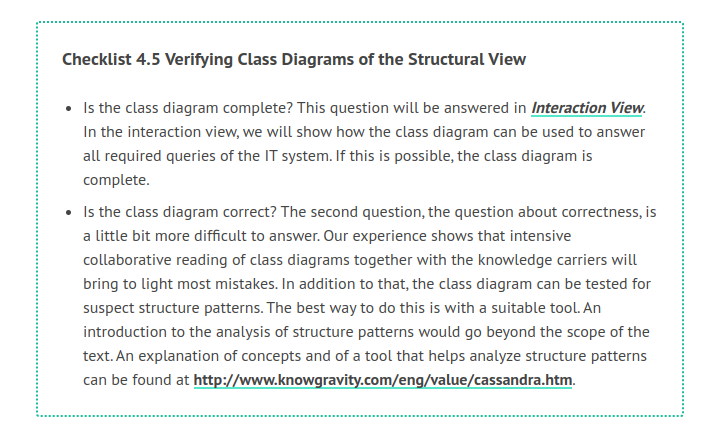 Checklist 4.5 Verifying Class Diagrams of the Structural View
• Is the class diagram complete? This question will be answered in Interaction View.
In the interaction view, we will show how the class diagram can be used to answer
all required queries of the IT system. If this is possible, the class diagram is
complete.
• Is the class diagram correct? The second question, the question about correctness, is
a little bit more difficult to answer. Our experience shows that intensive
collaborative reading of class diagrams together with the knowledge carriers will
bring to light most mistakes. In addition to that, the class diagram can be tested for
suspect structure patterns. The best way to do this is with a suitable tool. An
introduction to the analysis of structure patterns would go beyond the scope of the
text. An explanation of concepts and of a tool that helps analyze structure patterns
can be found at http://www.knowgravity.com/eng/value/cassandra.htm.